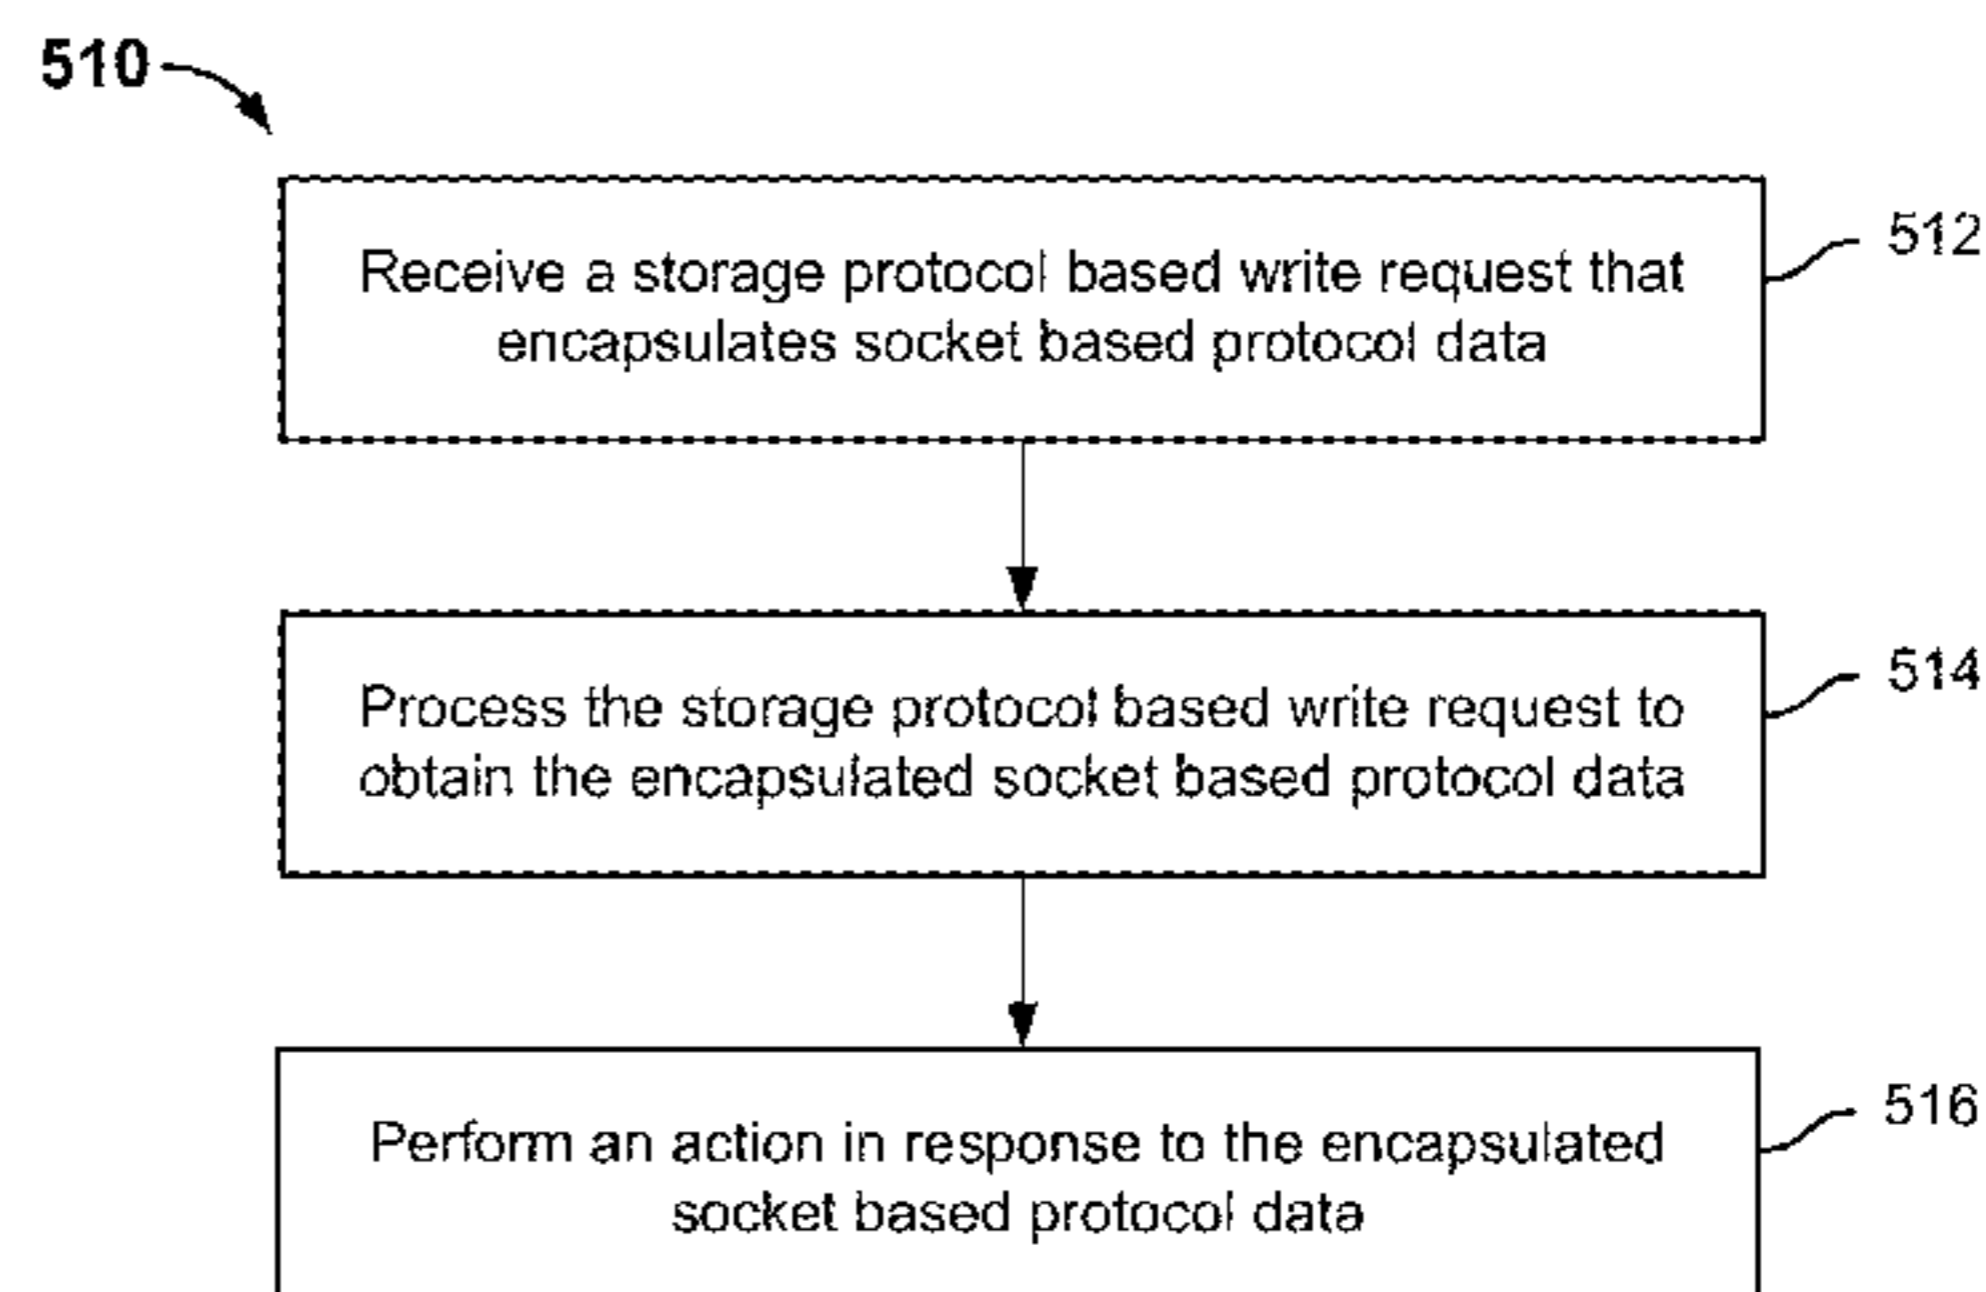 510
Receive a storage protocol based write request that
encapsulates socket based protocol data
512
Process the storage protocol based write request to
obtain the encapsulated socket based protocol data
514
Perform an action in response to the encapsulated
socket based protocol data
516